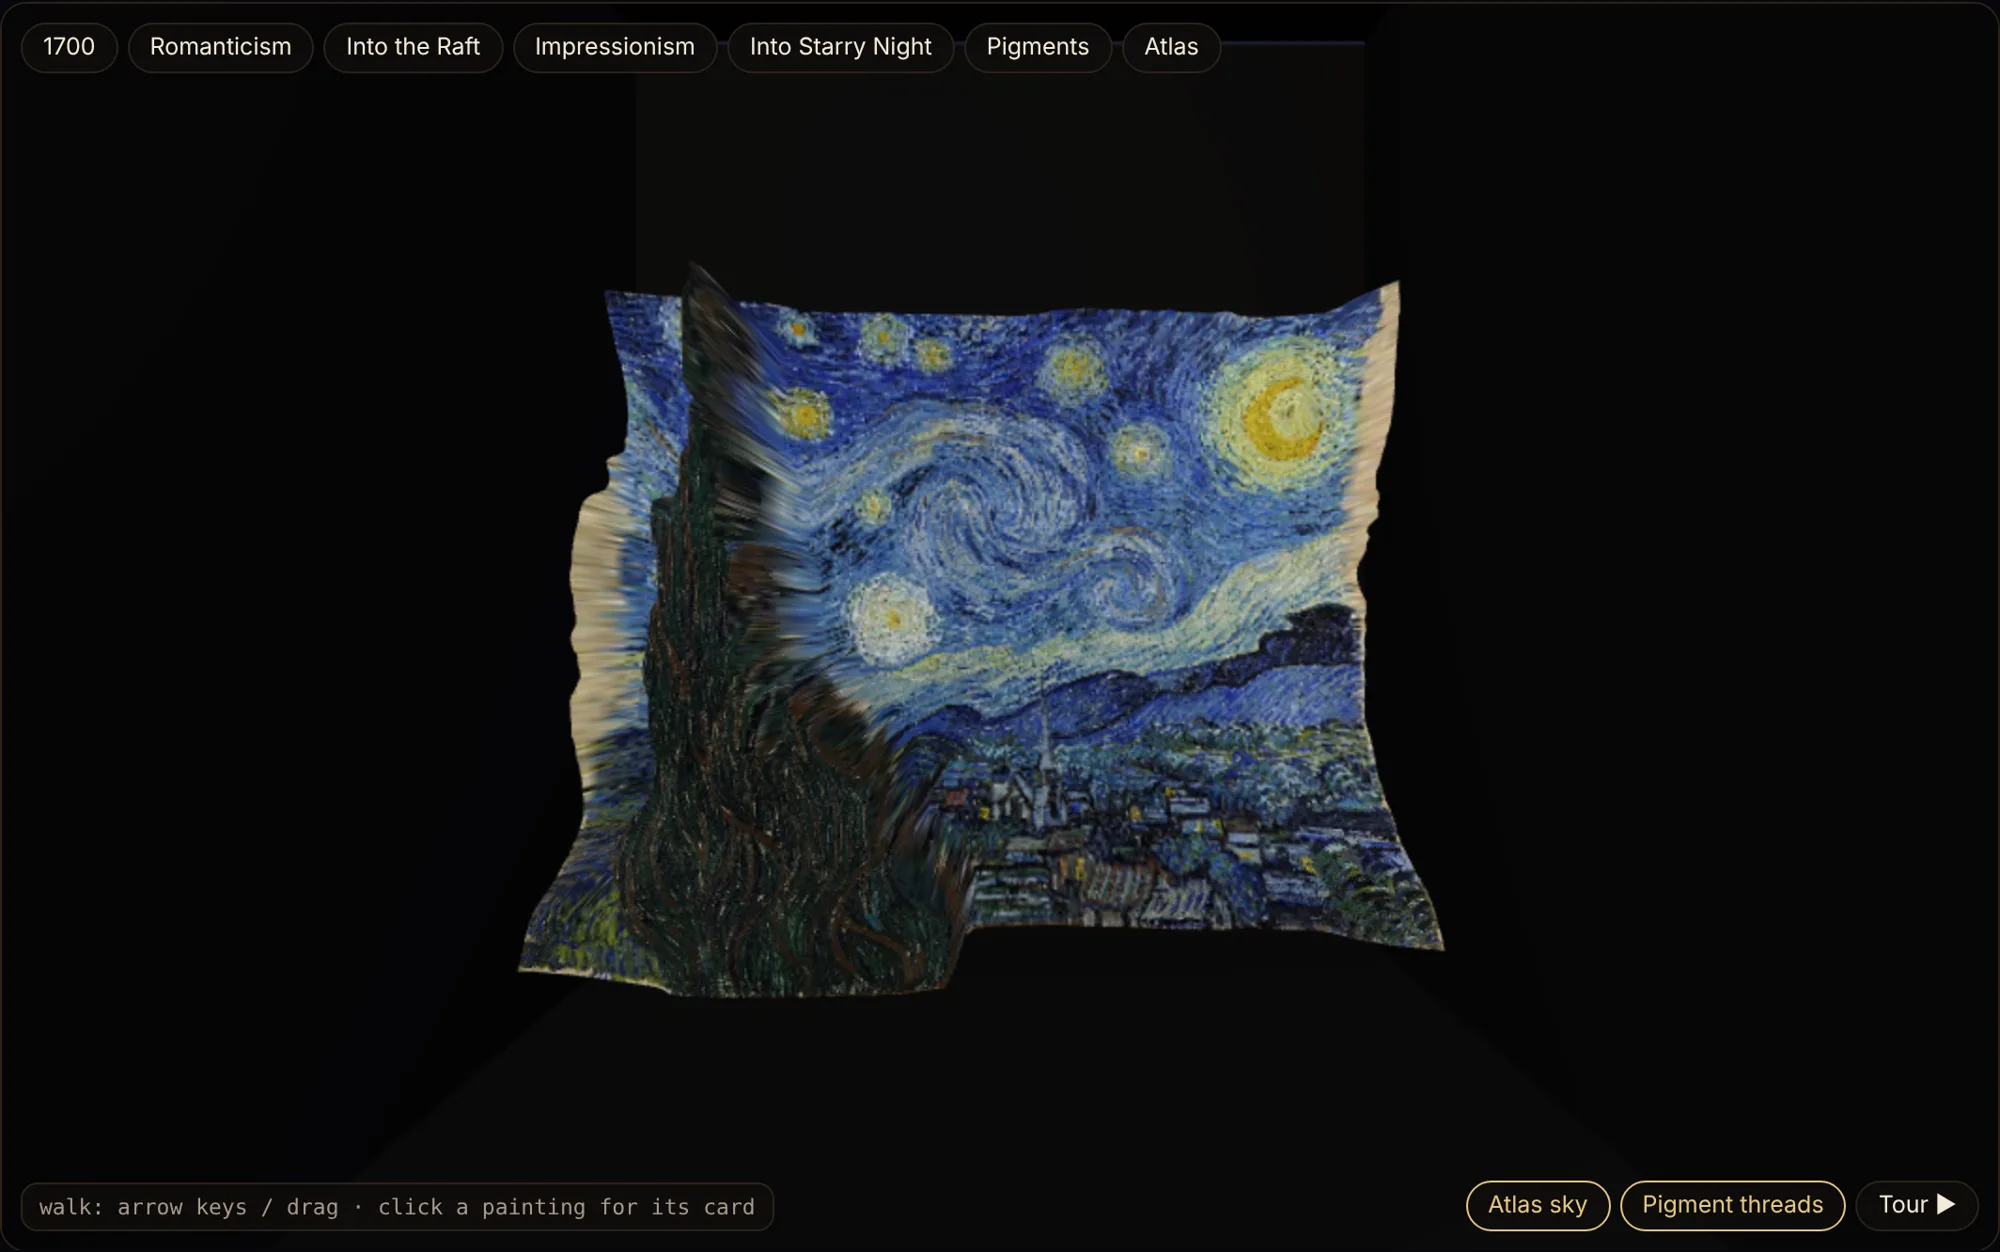 1700 Romanticism Into the Raft Impressionism Into Starry Night Pigments Atlas
walk: arrow keys / drag · click a painting for its card
Atlas sky Pigment threads Tour ▶